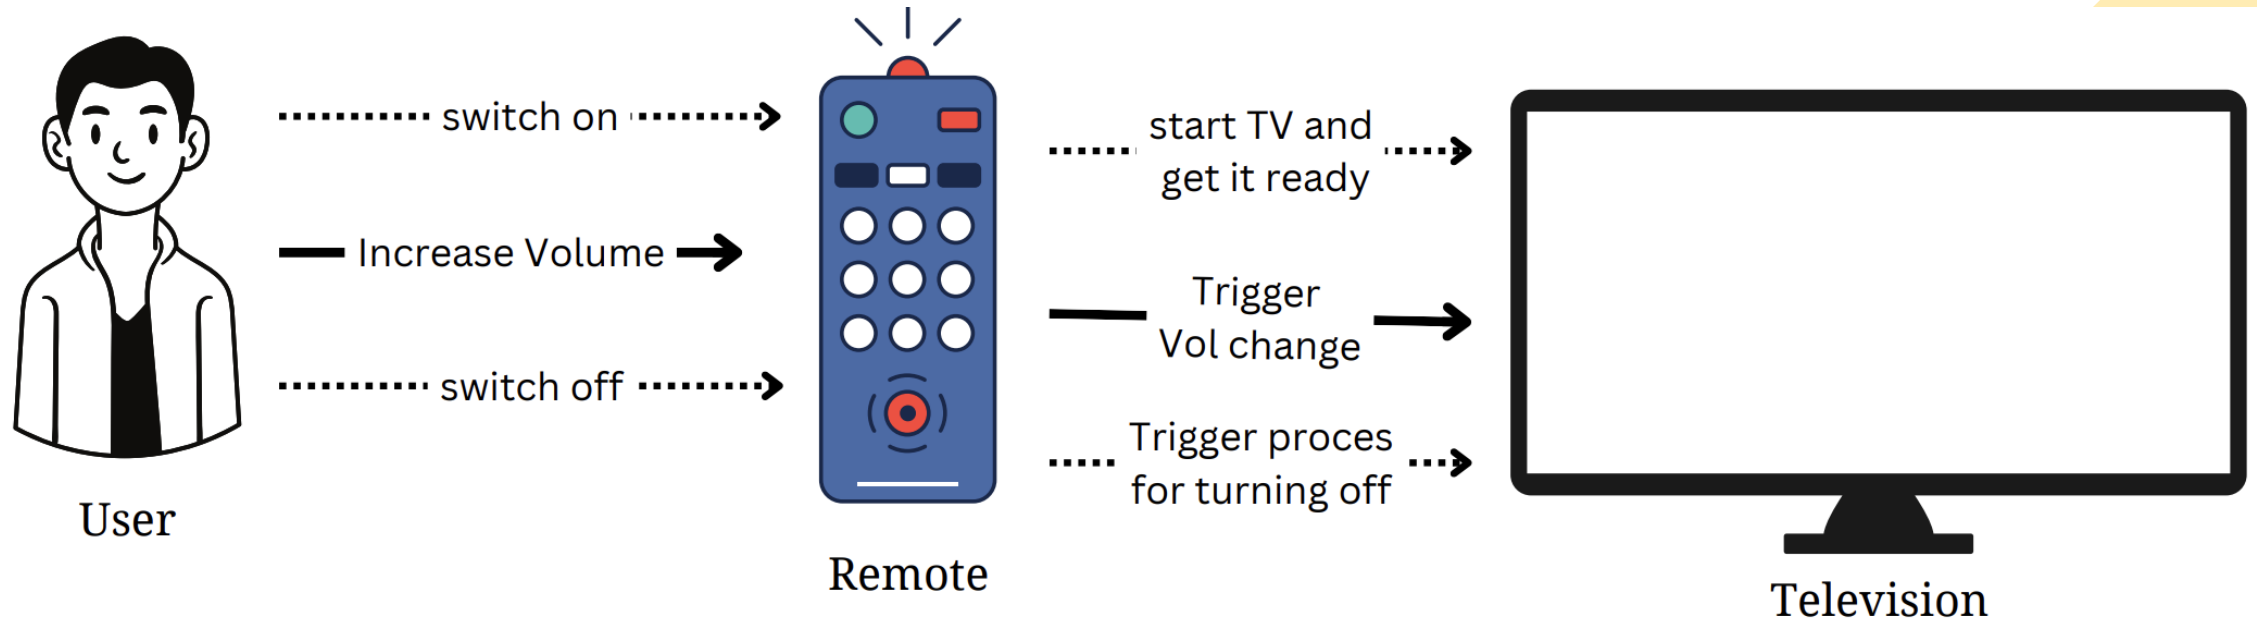 switch on
Increase Volume
switch off
User
Remote
start TV and
get it ready
Trigger
Vol change
Trigger proces
for turning off
Television